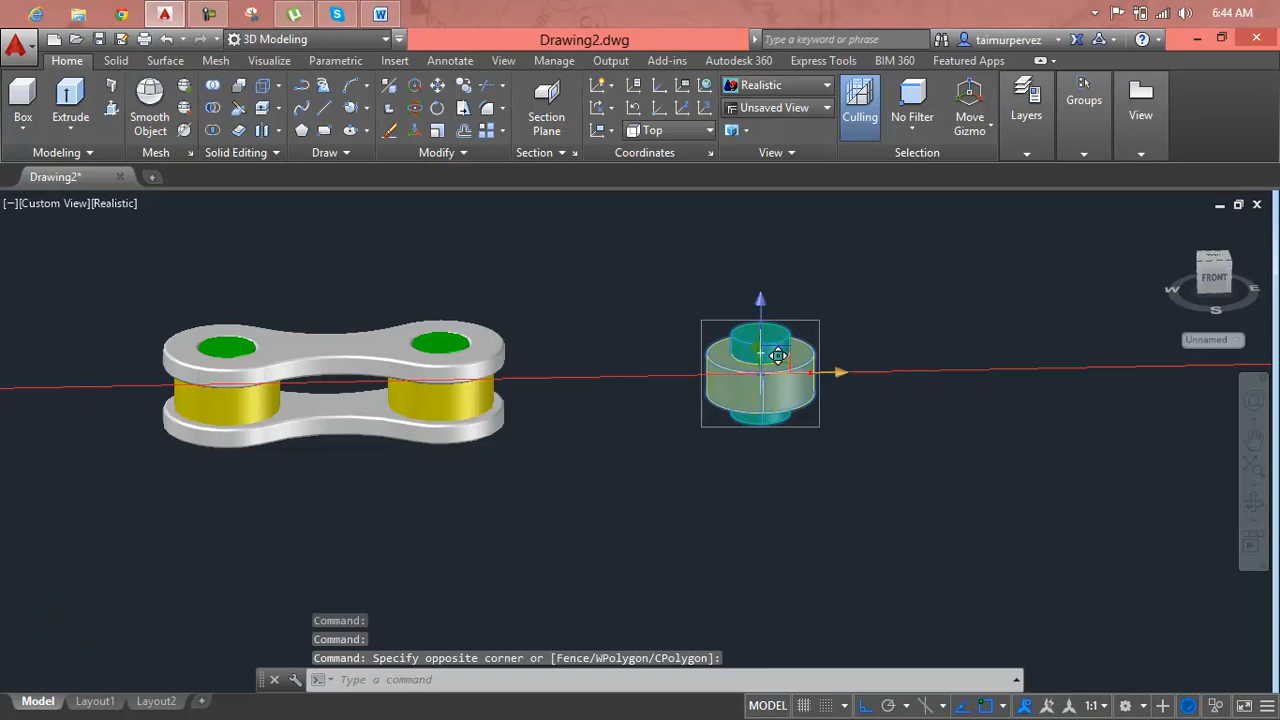 6:44 AM
3D Modeling
Drawing2.dwg
Type a keyword or phrase
taimurpervez
Home Solid Surface Mesh Visualize Parametric Insert Annotate View Manage Output Add-ins Autodesk 360 Express Tools BIM 360 Featured Apps
Box Extrude Smooth Object Section Plane Realistic Unsaved View Top Culling No Filter Move Gizmo Layers Groups View
Modeling Mesh Solid Editing Draw Modify Section Coordinates View Selection
Drawing2*
[−][Custom View][Realistic]
TOP
FRONT
W E
S
Unnamed
Command:
Command:
Command: Specify opposite corner or [Fence/WPolygon/CPolygon]:
Type a command
Model Layout1 Layout2 MODEL 1:1